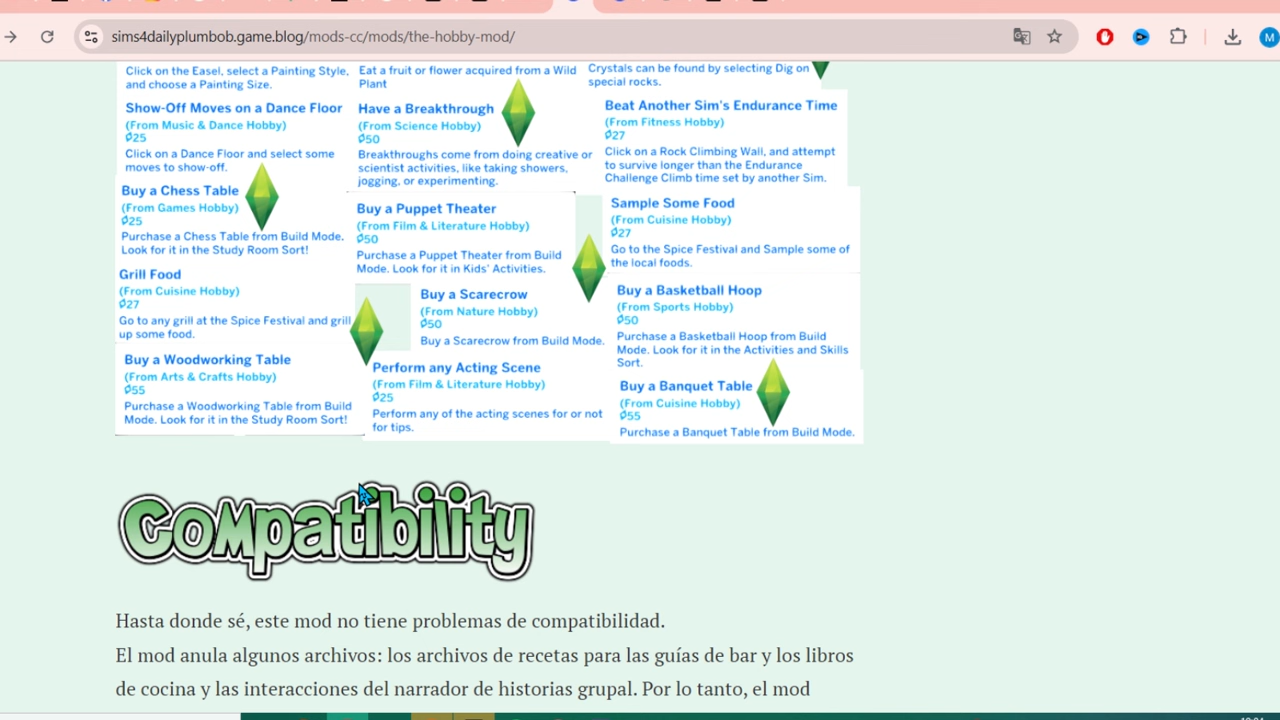 sims4dailyplumbob.game.blog/mods-cc/mods/the-hobby-mod/
M
Click on the Easel, select a Painting Style,
and choose a Painting Size.
Eat a fruit or flower acquired from a Wild
Plant
Crystals can be found by selecting Dig on
special rocks.
Show-Off Moves on a Dance Floor
(From Music & Dance Hobby)
§25
Click on a Dance Floor and select some
moves to show-off.
Have a Breakthrough
(From Science Hobby)
§50
Breakthroughs come from doing creative or
scientist activities, like taking showers,
jogging, or experimenting.
Beat Another Sim's Endurance Time
(From Fitness Hobby)
§27
Click on a Rock Climbing Wall, and attempt
to survive longer than the Endurance
Challenge Climb time set by another Sim.
Buy a Chess Table
(From Games Hobby)
§25
Purchase a Chess Table from Build Mode.
Look for it in the Study Room Sort!
Buy a Puppet Theater
(From Film & Literature Hobby)
§50
Purchase a Puppet Theater from Build
Mode. Look for it in Kids' Activities.
Sample Some Food
(From Cuisine Hobby)
§27
Go to the Spice Festival and Sample some of
the local foods.
Grill Food
(From Cuisine Hobby)
§27
Go to any grill at the Spice Festival and grill
up some food.
Buy a Scarecrow
(From Nature Hobby)
§50
Buy a Scarecrow from Build Mode.
Buy a Basketball Hoop
(From Sports Hobby)
§50
Purchase a Basketball Hoop from Build
Mode. Look for it in the Activities and Skills
Sort.
Buy a Woodworking Table
(From Arts & Crafts Hobby)
§55
Purchase a Woodworking Table from Build
Mode. Look for it in the Study Room Sort!
Perform any Acting Scene
(From Film & Literature Hobby)
§25
Perform any of the acting scenes for or not
for tips.
Buy a Banquet Table
(From Cuisine Hobby)
§55
Purchase a Banquet Table from Build Mode.
Compatibility
Hasta donde sé, este mod no tiene problemas de compatibilidad.
El mod anula algunos archivos: los archivos de recetas para las guías de bar y los libros
de cocina y las interacciones del narrador de historias grupal. Por lo tanto, el mod